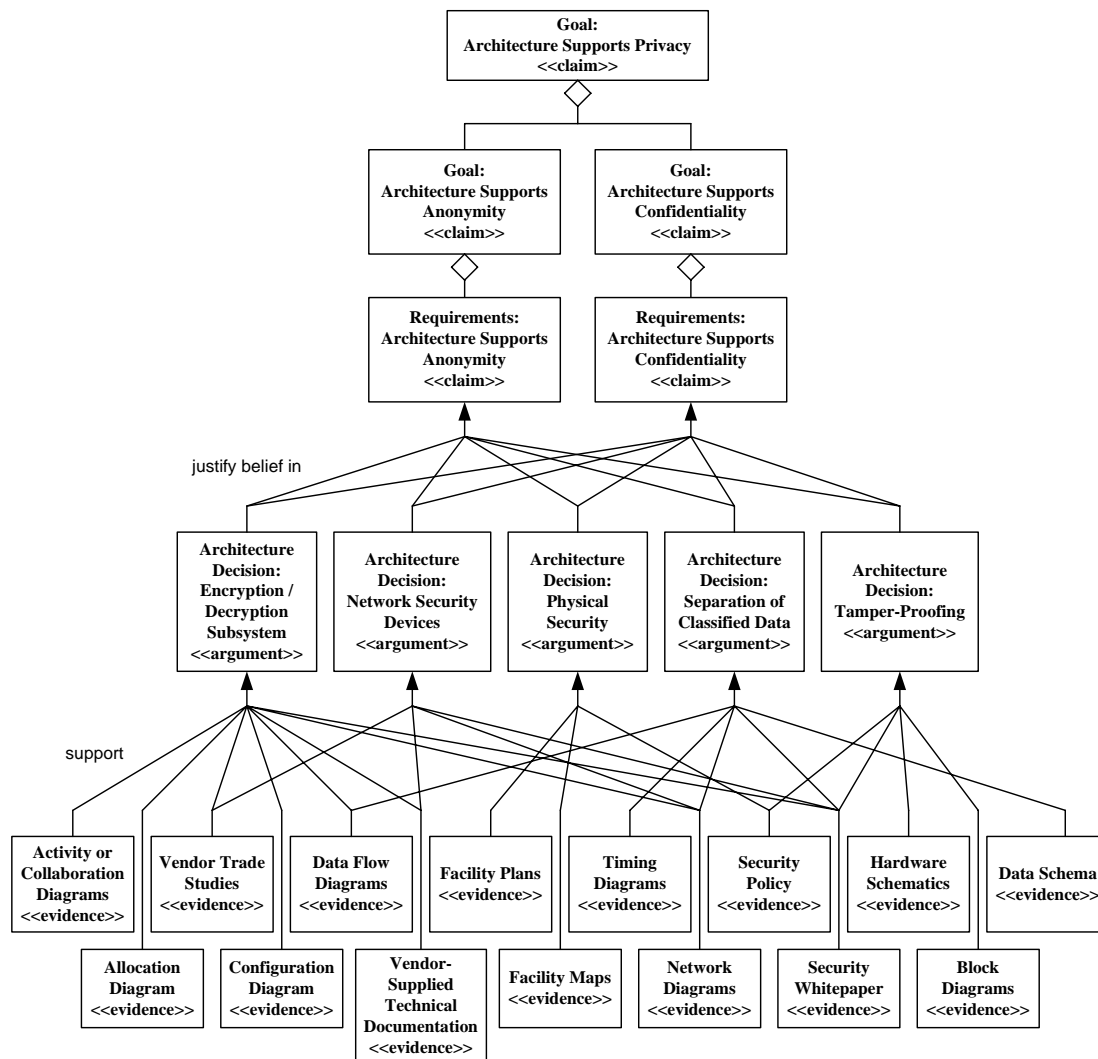 Goal:
Architecture Supports Privacy
<<claim>>
Goal:
Architecture Supports
Anonymity
<<claim>>
Goal:
Architecture Supports
Confidentiality
<<claim>>
Requirements:
Architecture Supports
Anonymity
<<claim>>
Requirements:
Architecture Supports
Confidentiality
<<claim>>
justify belief in
Architecture
Decision:
Encryption /
Decryption
Subsystem
<<argument>>
Architecture
Decision:
Network Security
Devices
<<argument>>
Architecture
Decision:
Physical
Security
<<argument>>
Architecture
Decision:
Separation of
Classified Data
<<argument>>
Architecture
Decision:
Tamper-Proofing
<<argument>>
support
Activity or
Collaboration
Diagrams
<<evidence>>
Vendor Trade
Studies
<<evidence>>
Data Flow
Diagrams
<<evidence>>
Facility Plans
<<evidence>>
Timing
Diagrams
<<evidence>>
Security
Policy
<<evidence>>
Hardware
Schematics
<<evidence>>
Data Schema
<<evidence>>
Allocation
Diagram
<<evidence>>
Configuration
Diagram
<<evidence>>
Vendor-
Supplied
Technical
Documentation
<<evidence>>
Facility Maps
<<evidence>>
Network
Diagrams
<<evidence>>
Security
Whitepaper
<<evidence>>
Block
Diagrams
<<evidence>>